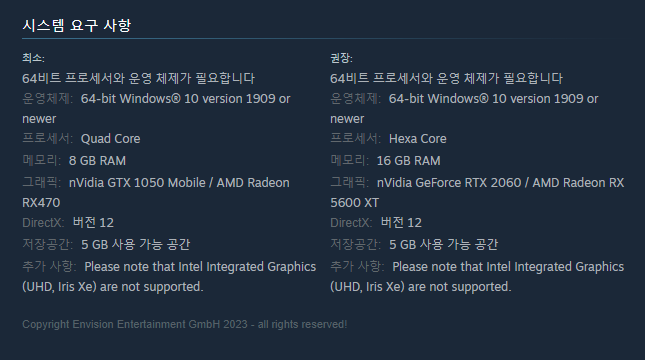 시스템 요구 사항
최소:
64비트 프로세서와 운영 체제가 필요합니다
운영체제: 64-bit Windows® 10 version 1909 or
newer
프로세서: Quad Core
메모리: 8 GB RAM
그래픽: nVidia GTX 1050 Mobile / AMD Radeon
RX470
DirectX: 버전 12
저장공간: 5 GB 사용 가능 공간
추가 사항: Please note that Intel Integrated Graphics
(UHD, Iris Xe) are not supported.
권장:
64비트 프로세서와 운영 체제가 필요합니다
운영체제: 64-bit Windows® 10 version 1909 or
newer
프로세서: Hexa Core
메모리: 16 GB RAM
그래픽: nVidia GeForce RTX 2060 / AMD Radeon RX
5600 XT
DirectX: 버전 12
저장공간: 5 GB 사용 가능 공간
추가 사항: Please note that Intel Integrated Graphics
(UHD, Iris Xe) are not supported.
Copyright Envision Entertainment GmbH 2023 - all rights reserved!